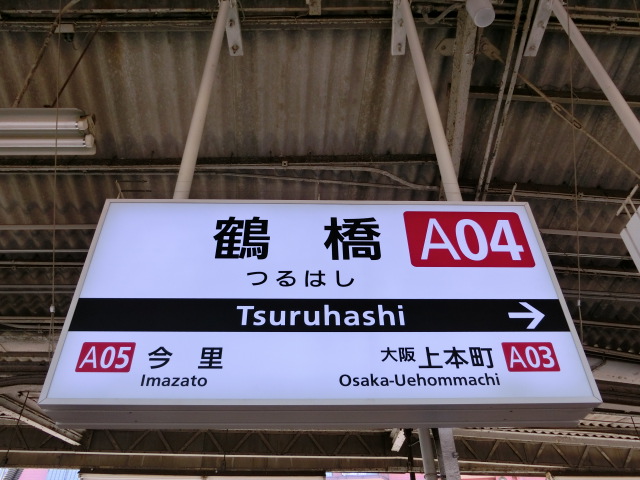 鶴橋 A04
つるはし
Tsuruhashi →
A05 今里 大阪上本町 A03
Imazato Osaka-Uehommachi